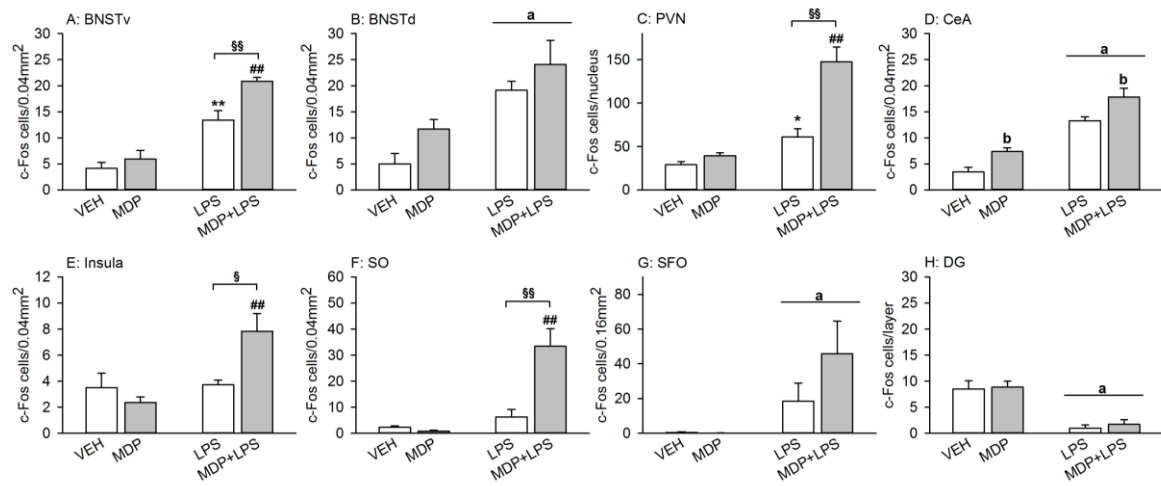 A: BNSTv
c-Fos cells/0.04mm²
30
25
20
15
10
5
0
§§
**
##
VEH
MDP
LPS
MDP+LPS
B: BNSTd
c-Fos cells/0.04mm²
30
25
20
15
10
5
0
a
VEH
MDP
LPS
MDP+LPS
C: PVN
c-Fos cells/nucleus
150
100
50
0
§§
*
##
VEH
MDP
LPS
MDP+LPS
D: CeA
c-Fos cells/0.04mm²
30
25
20
15
10
5
0
a
b
b
VEH
MDP
LPS
MDP+LPS
E: Insula
c-Fos cells/0.04mm²
12
10
8
6
4
2
0
§
##
VEH
MDP
LPS
MDP+LPS
F: SO
c-Fos cells/0.04mm²
60
50
40
30
20
10
0
§§
##
VEH
MDP
LPS
MDP+LPS
G: SFO
c-Fos cells/0.16mm²
80
60
40
20
0
a
VEH
MDP
LPS
MDP+LPS
H: DG
c-Fos cells/layer
30
25
20
15
10
5
0
a
VEH
MDP
LPS
MDP+LPS